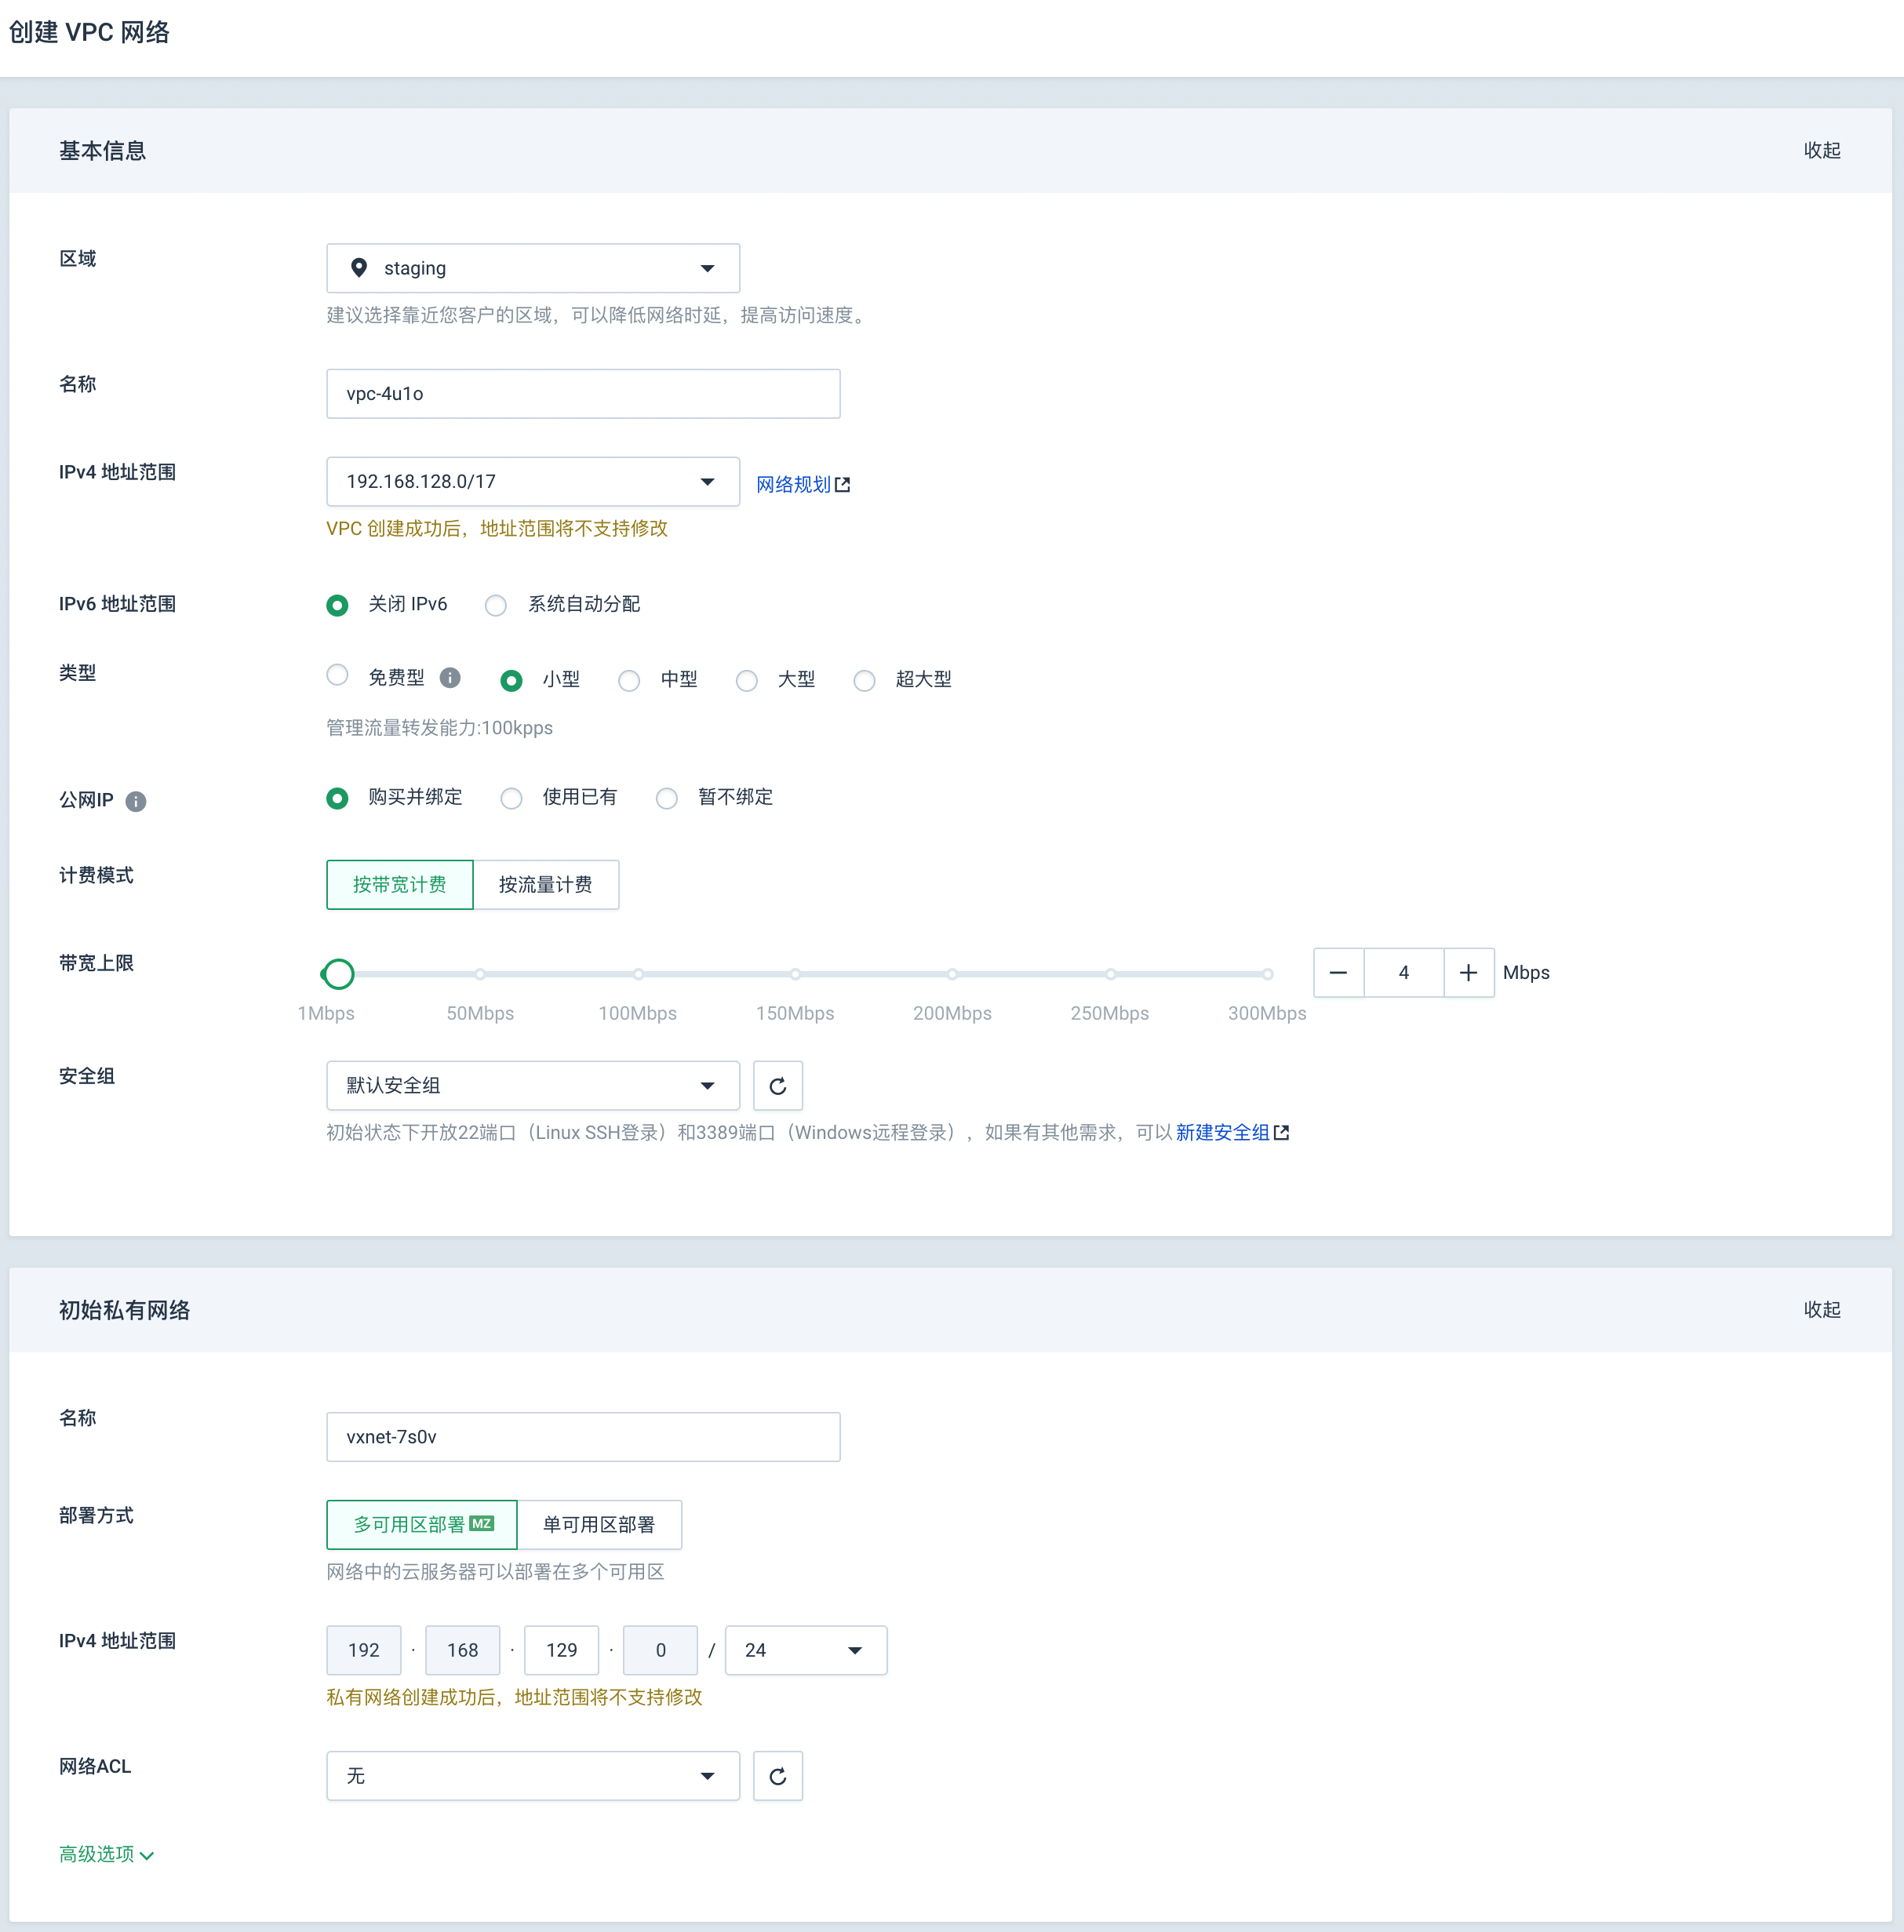 创建 VPC 网络
基本信息 收起
区域 staging
建议选择靠近您客户的区域，可以降低网络时延，提高访问速度。
名称 vpc-4u1o
IPv4 地址范围 192.168.128.0/17 网络规划
VPC 创建成功后，地址范围将不支持修改
IPv6 地址范围 关闭 IPv6 系统自动分配
类型 免费型 小型 中型 大型 超大型
管理流量转发能力:100kpps
公网IP 购买并绑定 使用已有 暂不绑定
计费模式 按带宽计费 按流量计费
带宽上限 4 Mbps
1Mbps 50Mbps 100Mbps 150Mbps 200Mbps 250Mbps 300Mbps
安全组 默认安全组
初始状态下开放22端口（Linux SSH登录）和3389端口（Windows远程登录），如果有其他需求，可以 新建安全组
初始私有网络 收起
名称 vxnet-7s0v
部署方式 多可用区部署 MZ 单可用区部署
网络中的云服务器可以部署在多个可用区
IPv4 地址范围 192 · 168 · 129 · 0 / 24
私有网络创建成功后，地址范围将不支持修改
网络ACL 无
高级选项